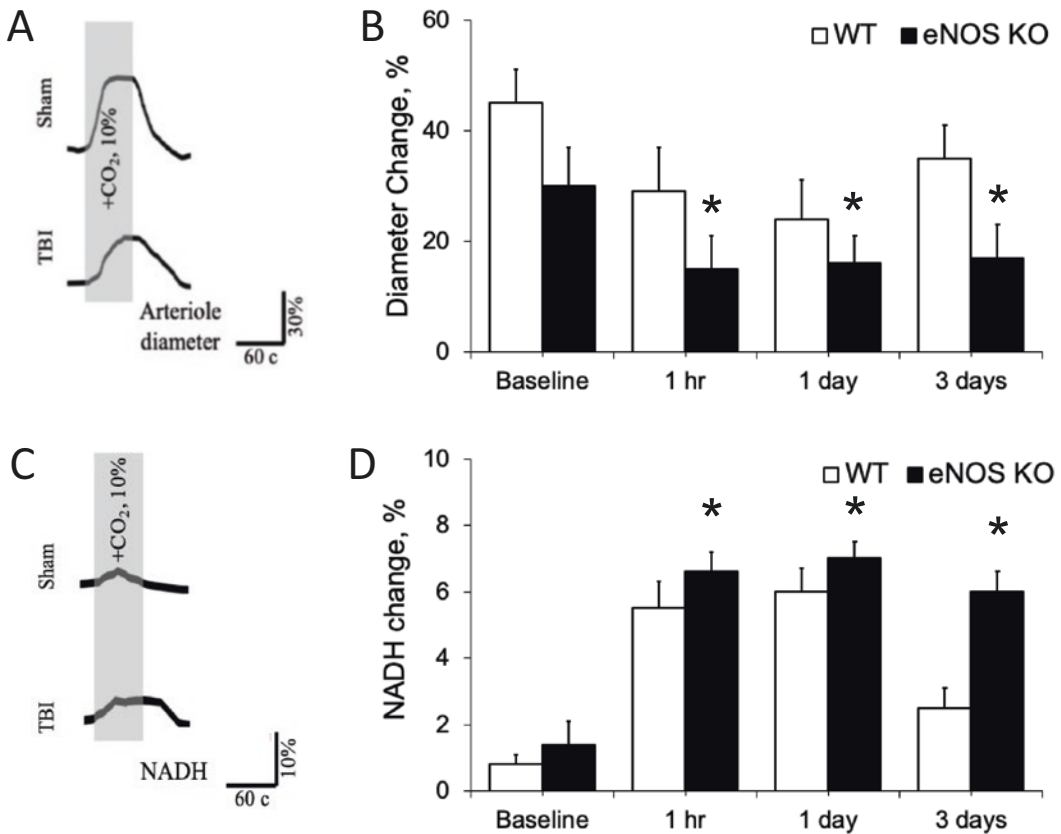 A
Sham
+CO₂, 10%
TBI
Arteriole
diameter
30%
60 c
B
WT eNOS KO
Diameter Change, %
60
40
20
0
* * *
Baseline 1 hr 1 day 3 days
C
Sham
+CO₂, 10%
TBI
NADH
10%
60 c
D
WT eNOS KO
NADH change, %
10
8
6
4
2
0
* * *
Baseline 1 hr 1 day 3 days